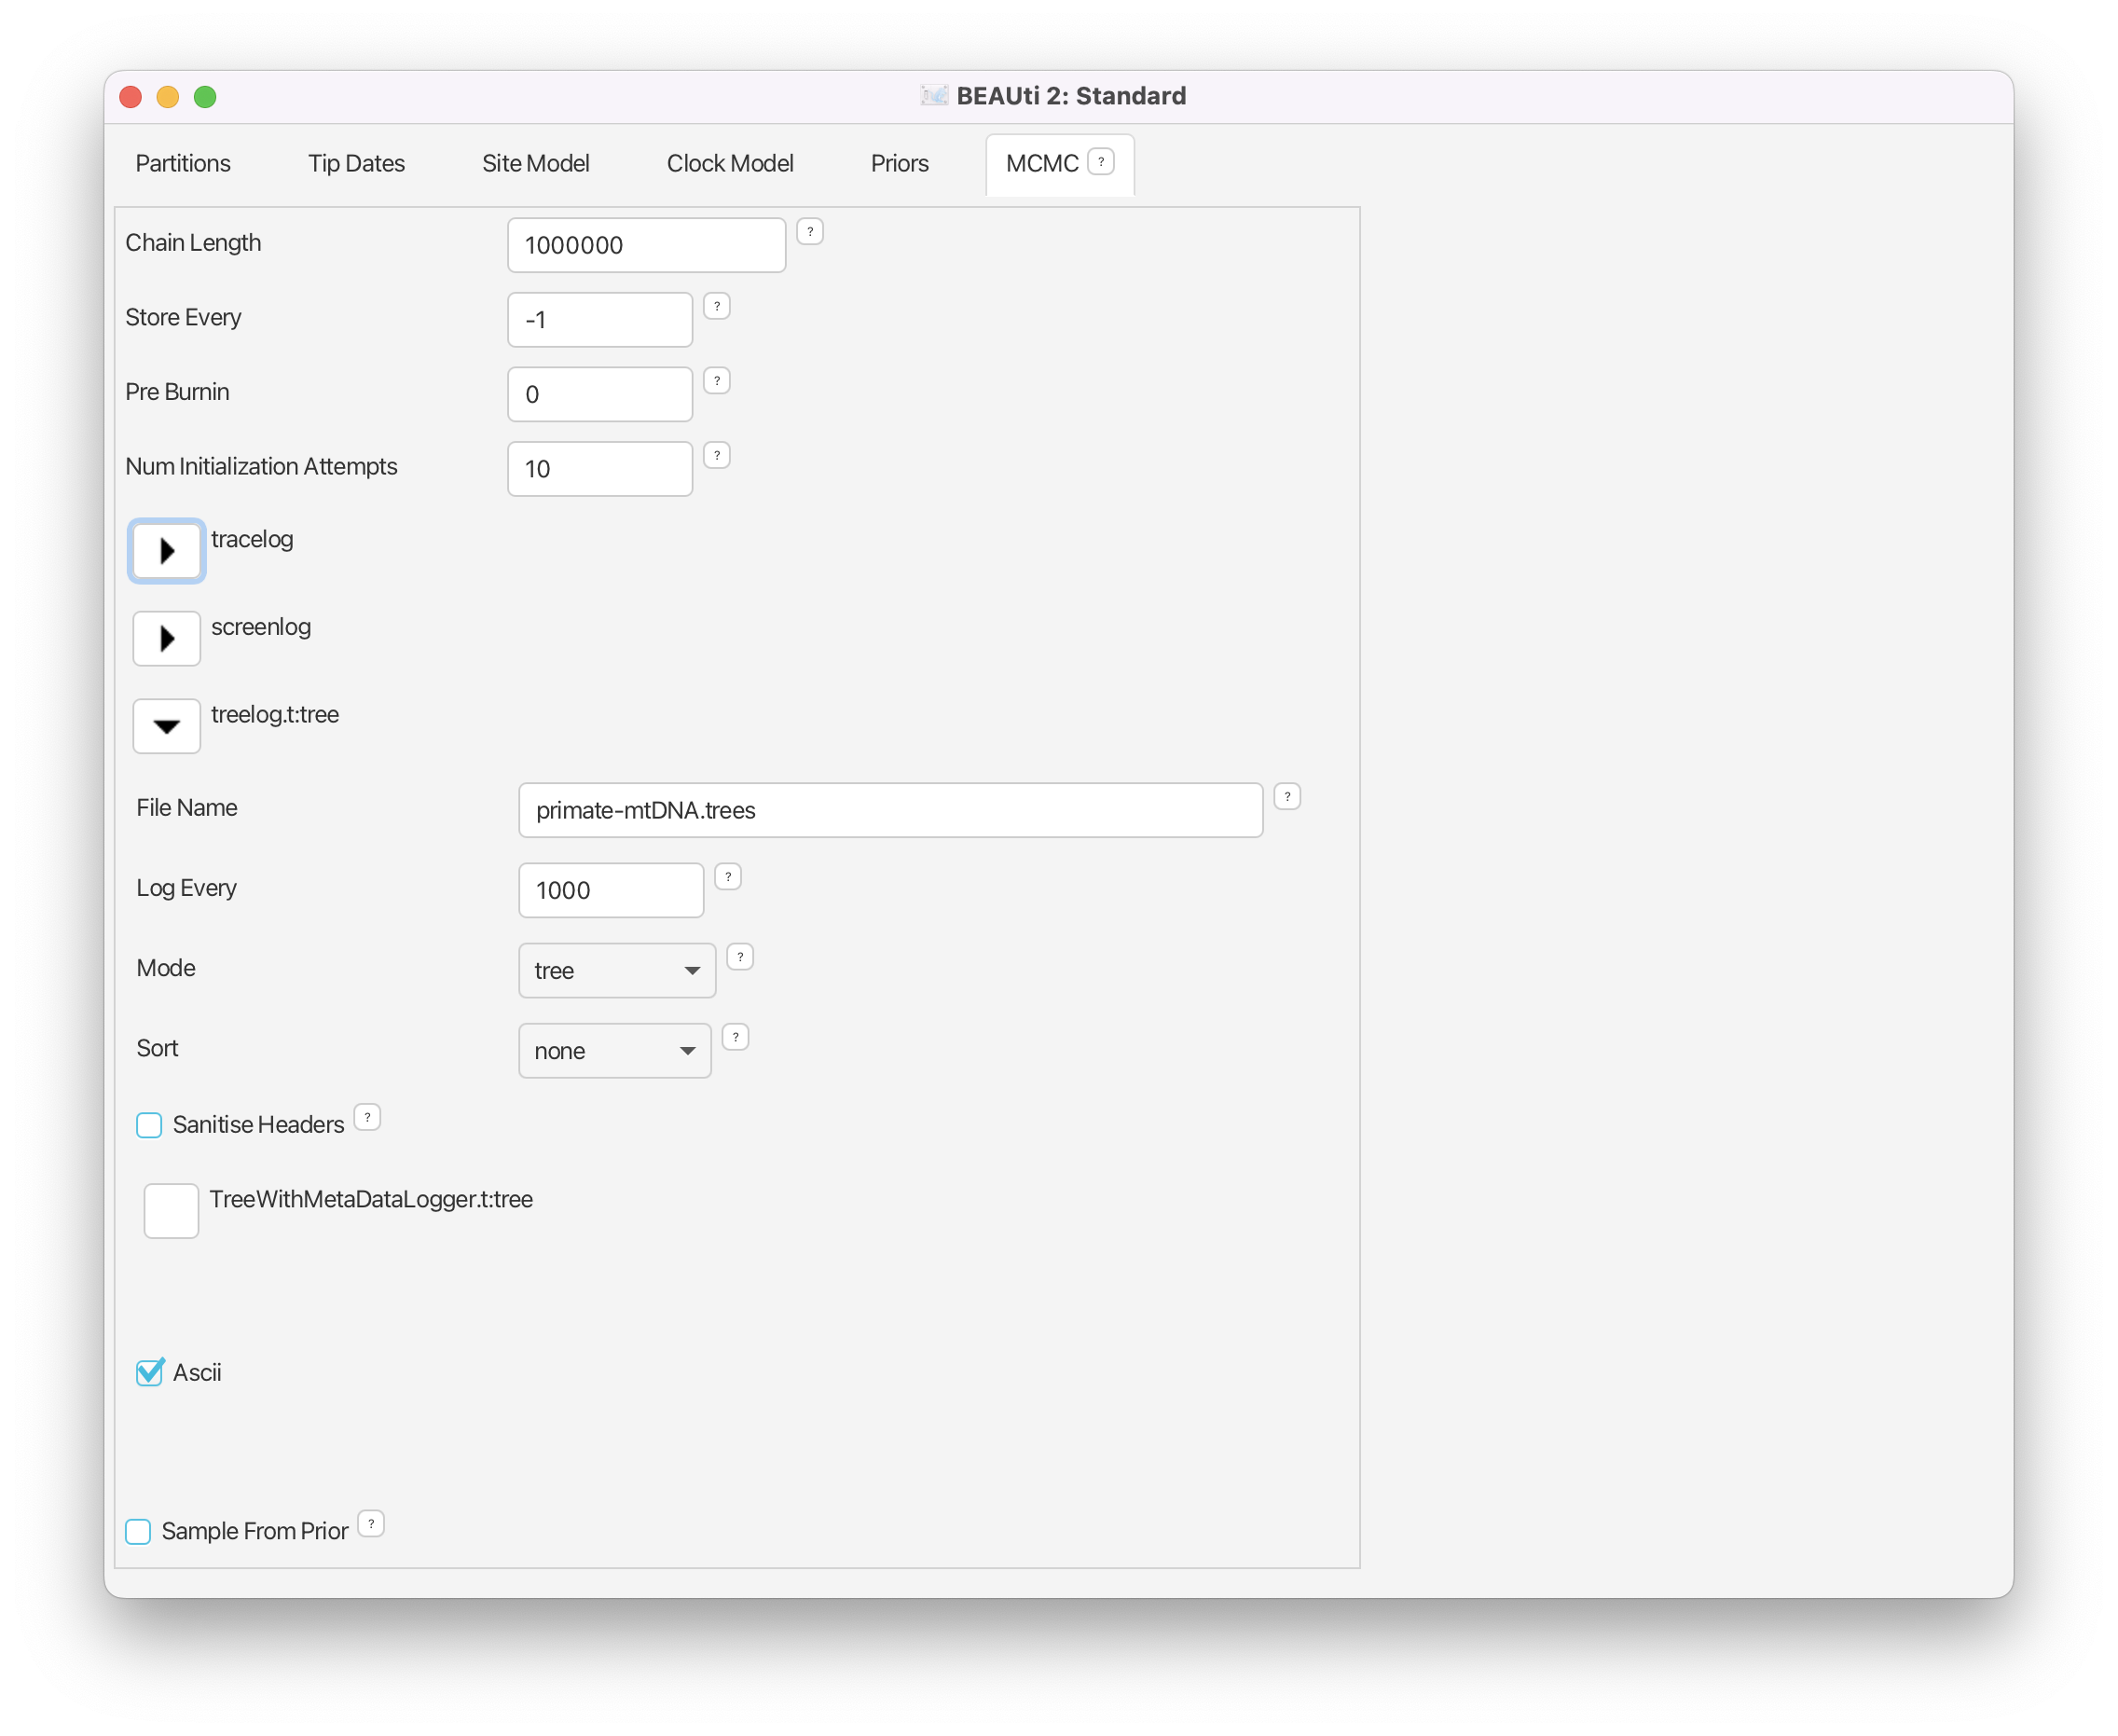 BEAUti 2: Standard
Partitions Tip Dates Site Model Clock Model Priors MCMC ?
Chain Length 1000000 ?
Store Every -1 ?
Pre Burnin 0 ?
Num Initialization Attempts 10 ?
tracelog
screenlog
treelog.t:tree
File Name primate-mtDNA.trees ?
Log Every 1000 ?
Mode tree ?
Sort none ?
Sanitise Headers ?
TreeWithMetaDataLogger.t:tree
Ascii
Sample From Prior ?